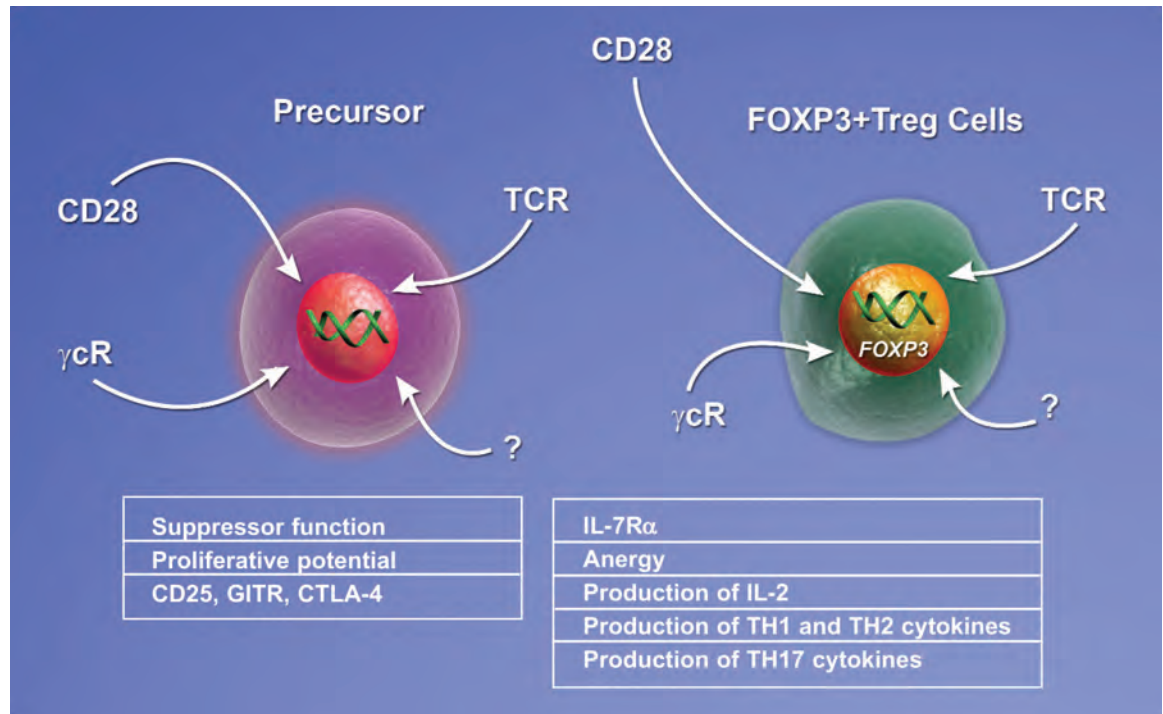 Precursor
CD28
TCR
γcR
?
Suppressor function
Proliferative potential
CD25, GITR, CTLA-4
CD28
FOXP3+Treg Cells
TCR
FOXP3
γcR
?
IL-7Rα
Anergy
Production of IL-2
Production of TH1 and TH2 cytokines
Production of TH17 cytokines